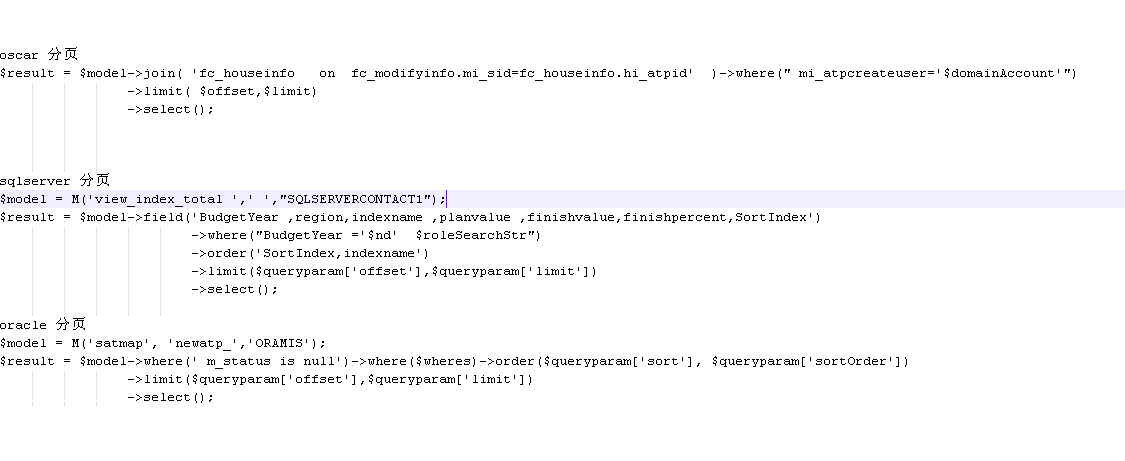 oscar 分页
$result = $model->join( 'fc_houseinfo   on  fc_modifyinfo.mi_sid=fc_houseinfo.hi_atpid'  )->where(" mi_atpcreateuser='$domainAccount'")
->limit( $offset,$limit)
->select();
sqlserver 分页
$model = M('view_index_total ',' ',"SQLSERVERCONTACT1");
$result = $model->field('BudgetYear ,region,indexname ,planvalue ,finishvalue,finishpercent,SortIndex')
->where("BudgetYear ='$nd'  $roleSearchStr")
->order('SortIndex,indexname')
->limit($queryparam['offset'],$queryparam['limit'])
->select();
oracle 分页
$model = M('satmap', 'newatp_','ORAMIS');
$result = $model->where(' m_status is null')->where($wheres)->order($queryparam['sort'], $queryparam['sortOrder'])
->limit($queryparam['offset'],$queryparam['limit'])
->select();